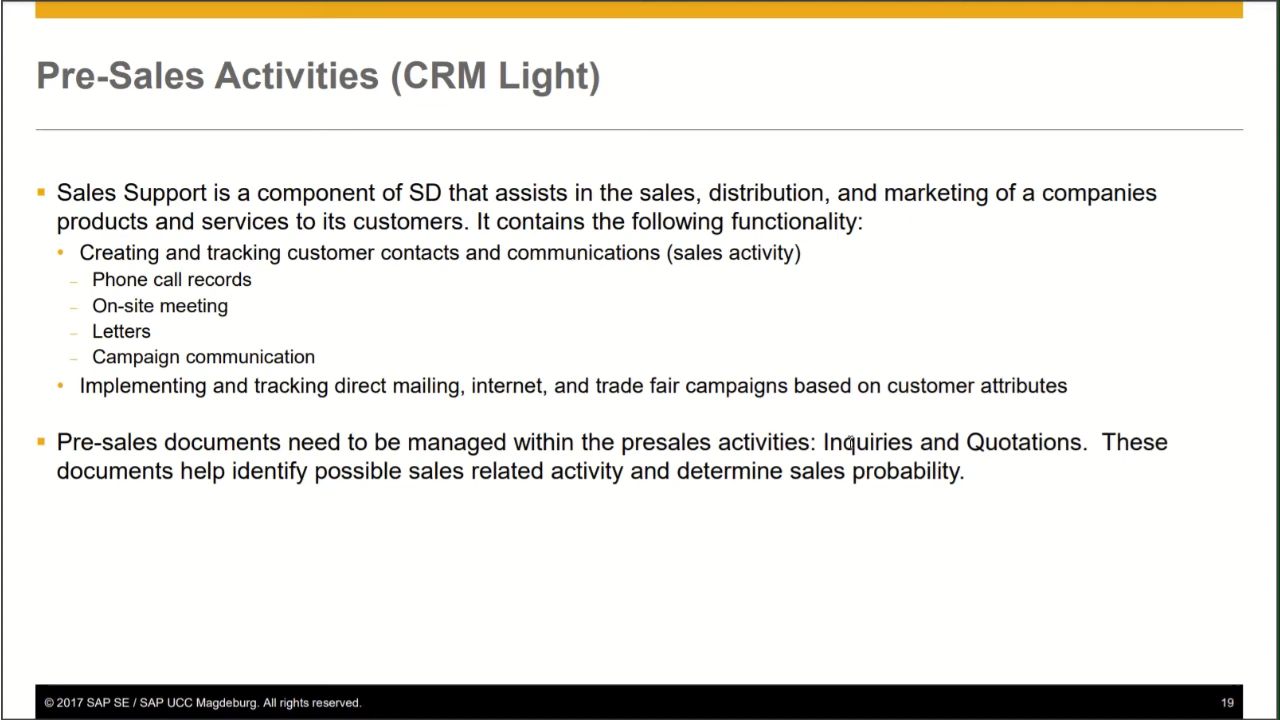 Pre-Sales Activities (CRM Light)
Sales Support is a component of SD that assists in the sales, distribution, and marketing of a companies
products and services to its customers. It contains the following functionality:
Creating and tracking customer contacts and communications (sales activity)
Phone call records
On-site meeting
Letters
Campaign communication
Implementing and tracking direct mailing, internet, and trade fair campaigns based on customer attributes
Pre-sales documents need to be managed within the presales activities: Inquiries and Quotations.  These
documents help identify possible sales related activity and determine sales probability.
© 2017 SAP SE / SAP UCC Magdeburg. All rights reserved.
19